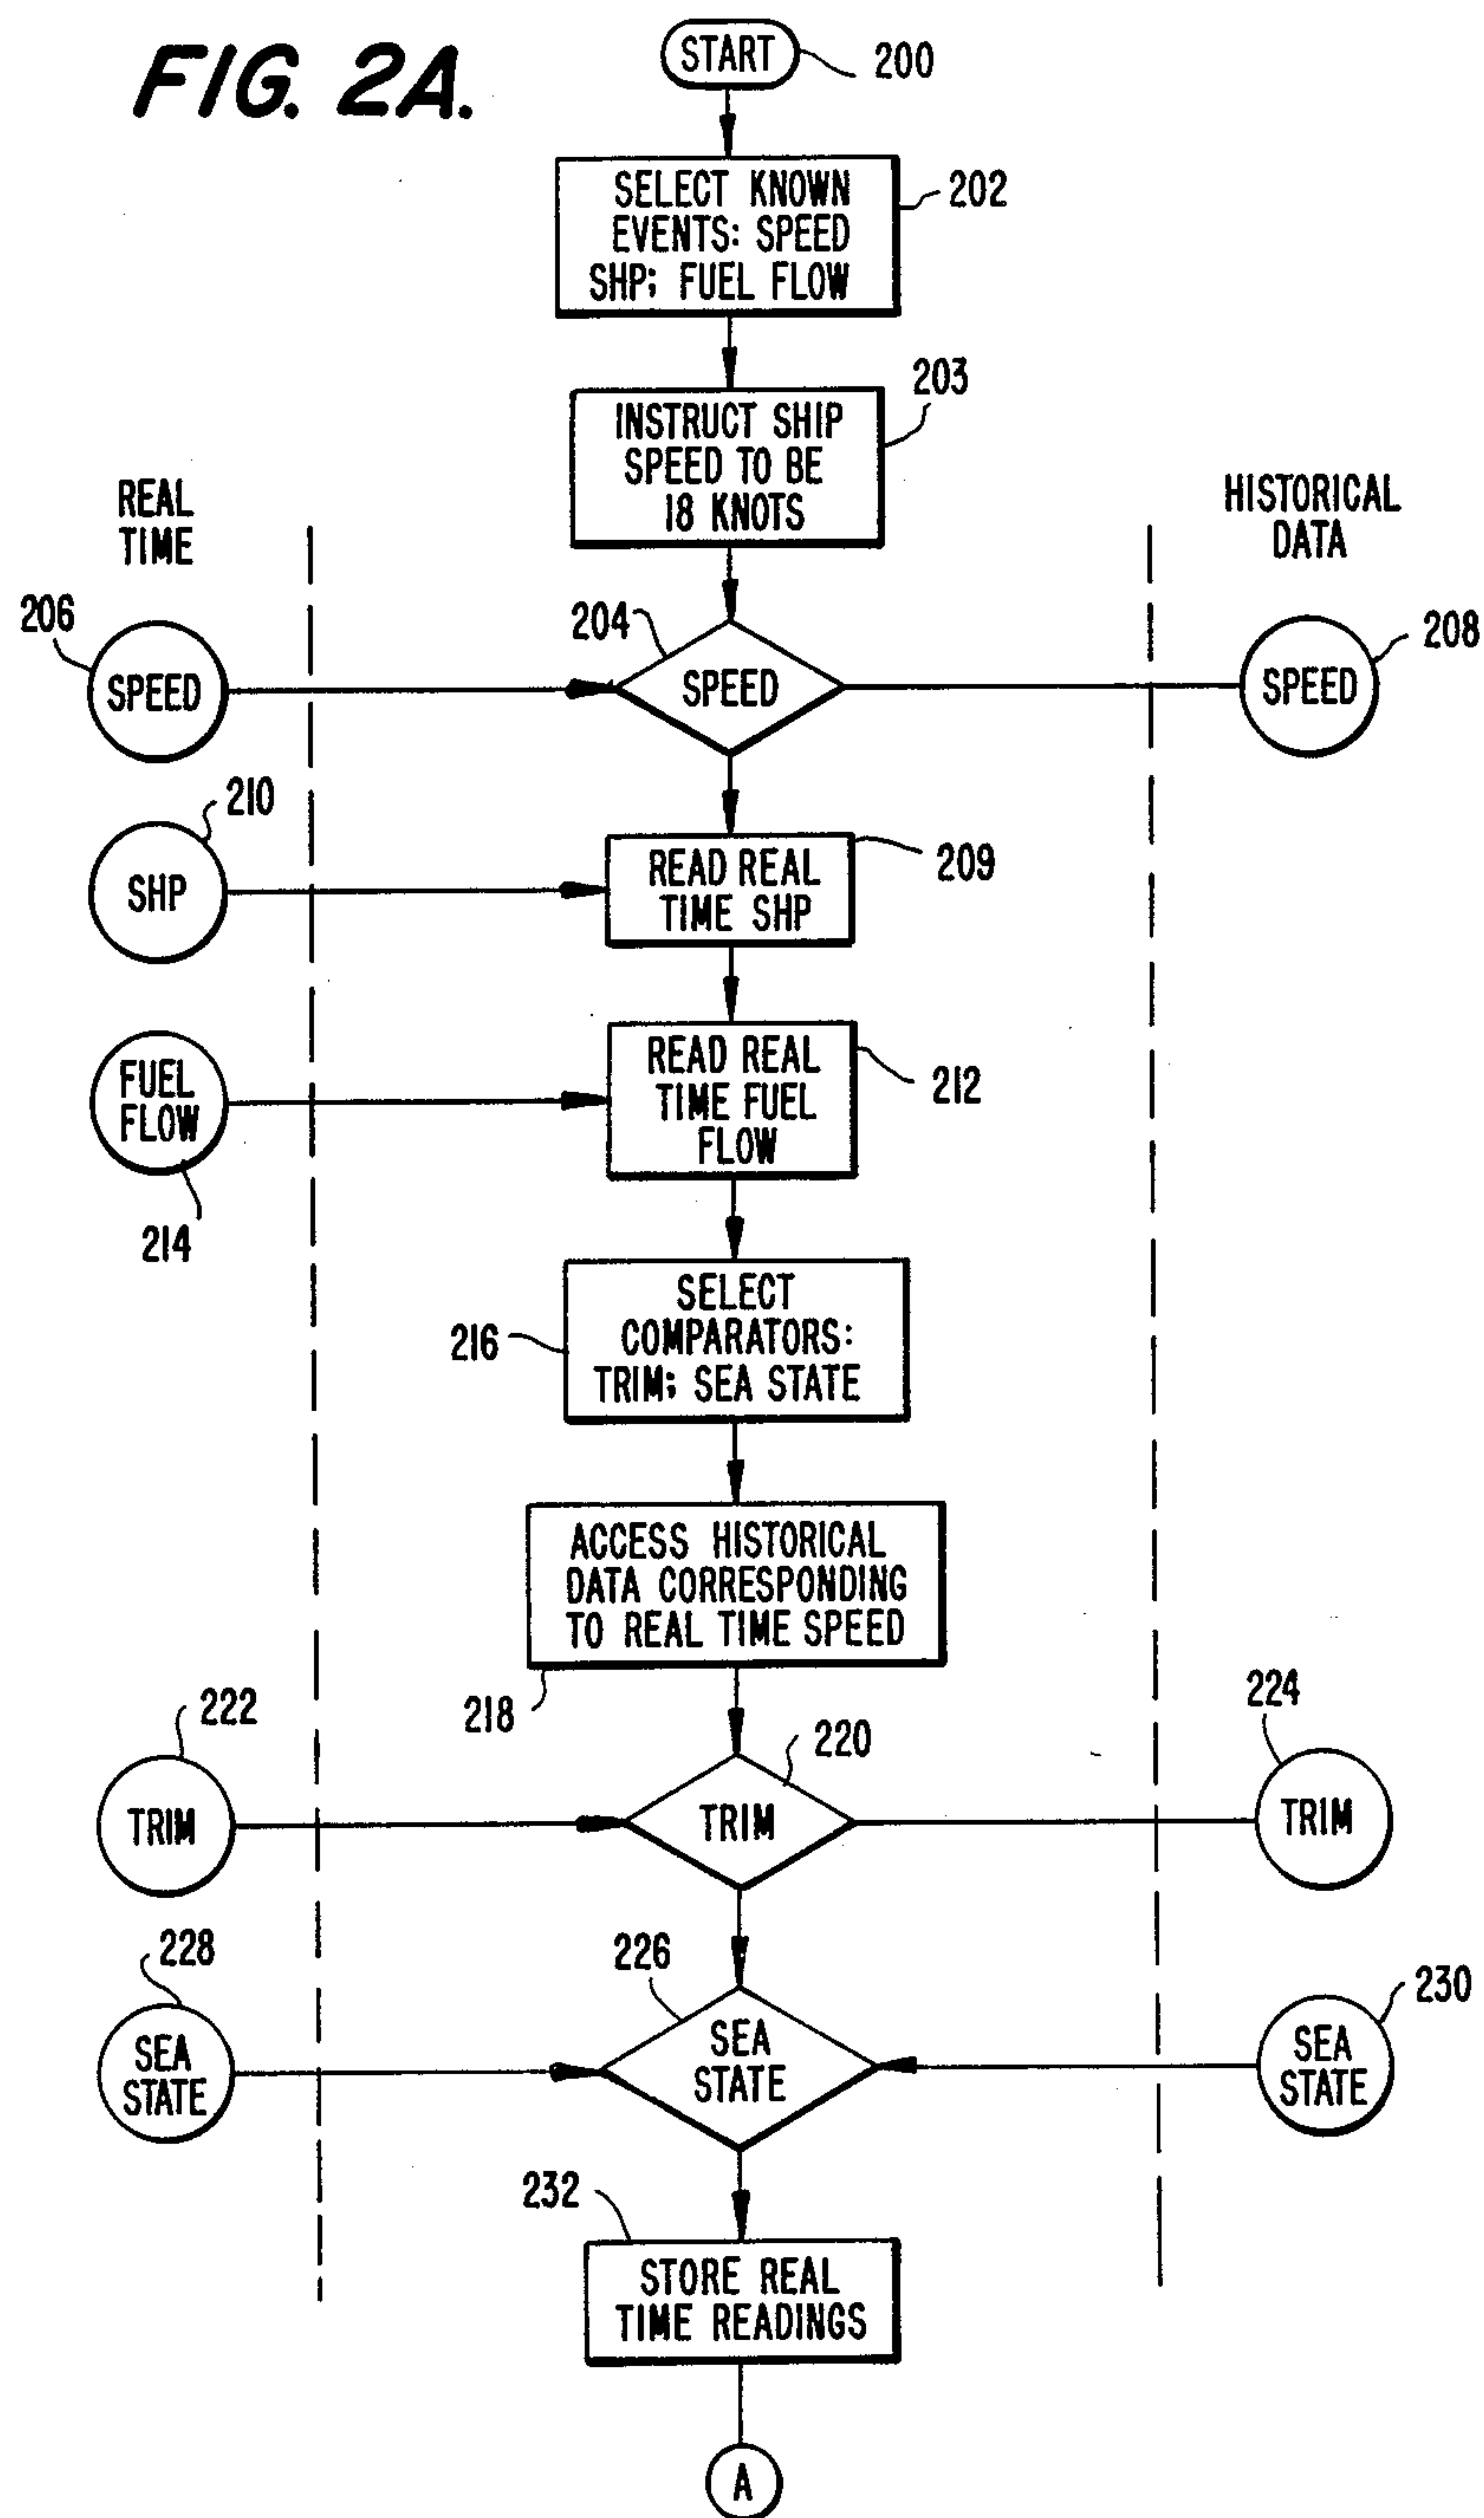 FIG. 2A.
START
200
SELECT KNOWN
EVENTS: SPEED
SHP; FUEL FLOW
202
INSTRUCT SHIP
SPEED TO BE
18 KNOTS
203
REAL
TIME
HISTORICAL
DATA
206
SPEED
204
SPEED
208
SPEED
210
SHP
READ REAL
TIME SHP
209
FUEL
FLOW
214
READ REAL
TIME FUEL
FLOW
212
216
SELECT
COMPARATORS:
TRIM; SEA STATE
ACCESS HISTORICAL
DATA CORRESPONDING
TO REAL TIME SPEED
218
222
TRIM
220
TRIM
224
TRIM
228
SEA
STATE
226
SEA
STATE
230
SEA
STATE
232
STORE REAL
TIME READINGS
A